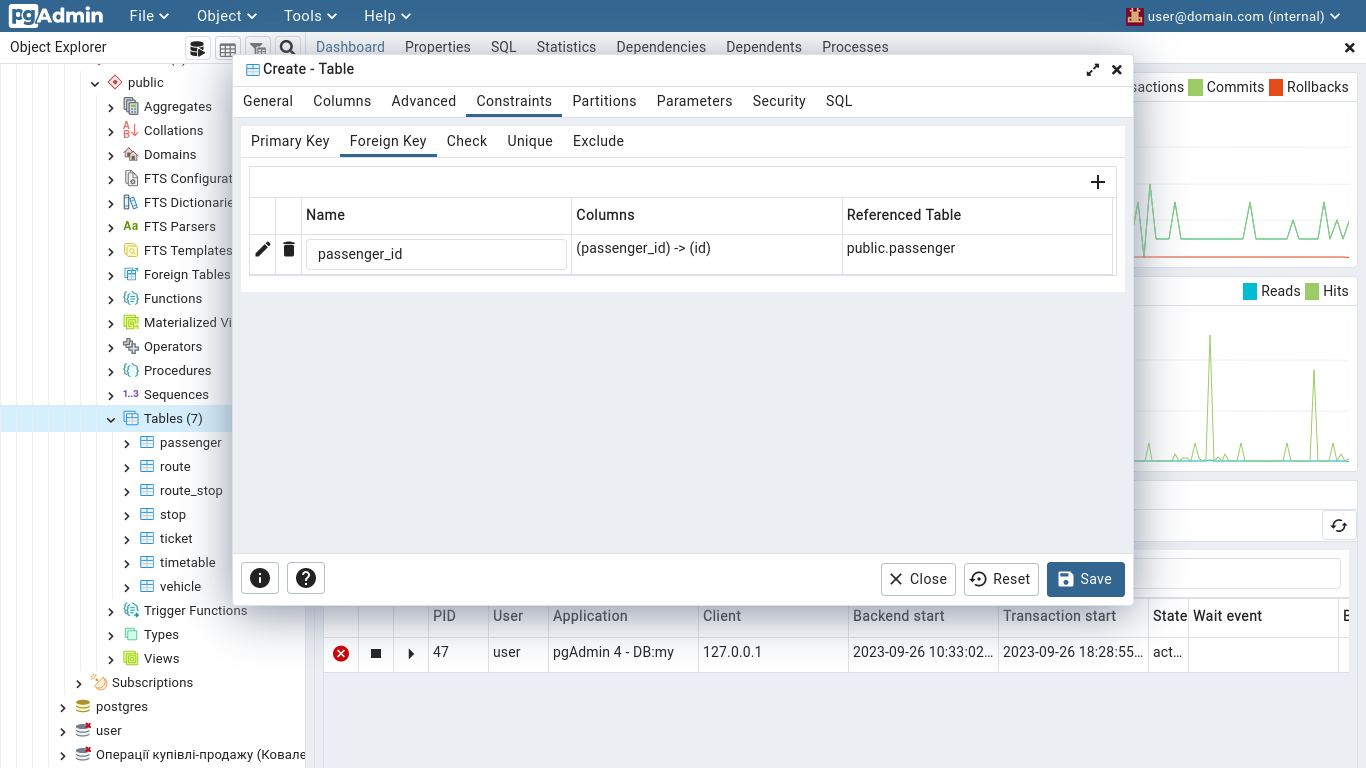 pgAdmin File Object Tools Help user@domain.com (internal)
Object Explorer Dashboard Properties SQL Statistics Dependencies Dependents Processes
Create - Table
General Columns Advanced Constraints Partitions Parameters Security SQL
Primary Key Foreign Key Check Unique Exclude
Name Columns Referenced Table
passenger_id (passenger_id) -> (id) public.passenger
Close Reset Save
public
Aggregates
Collations
Domains
FTS Configurat
FTS Dictionarie
FTS Parsers
FTS Templates
Foreign Tables
Functions
Materialized Vi
Operators
Procedures
1..3 Sequences
Tables (7)
passenger
route
route_stop
stop
ticket
timetable
vehicle
Trigger Functions
Types
Views
Subscriptions
postgres
user
Операції купівлі-продажу (Ковале
sactions Commits Rollbacks
Reads Hits
PID User Application Client Backend start Transaction start State Wait event B
47 user pgAdmin 4 - DB:my 127.0.0.1 2023-09-26 10:33:02... 2023-09-26 18:28:55... act...